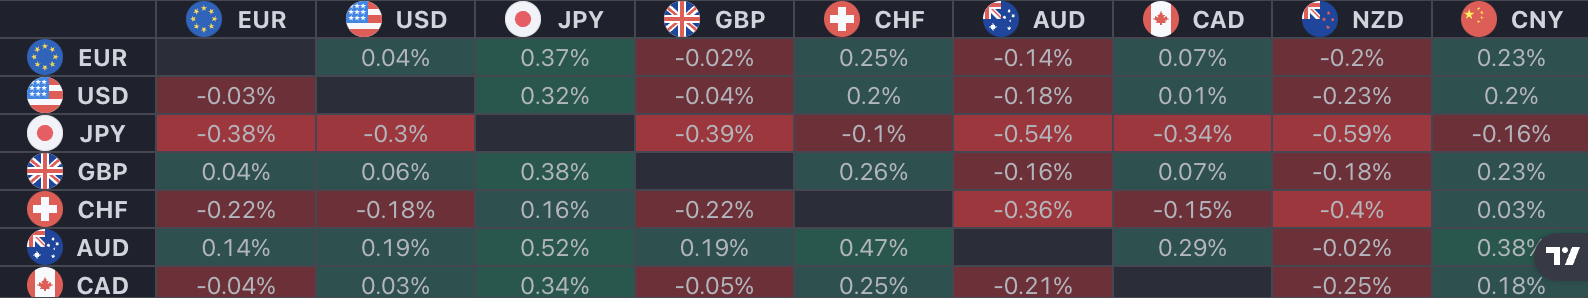 EUR USD JPY GBP CHF AUD CAD NZD CNY
EUR 0.04% 0.37% -0.02% 0.25% -0.14% 0.07% -0.2% 0.23%
USD -0.03% 0.32% -0.04% 0.2% -0.18% 0.01% -0.23% 0.2%
JPY -0.38% -0.3% -0.39% -0.1% -0.54% -0.34% -0.59% -0.16%
GBP 0.04% 0.06% 0.38% 0.26% -0.16% 0.07% -0.18% 0.23%
CHF -0.22% -0.18% 0.16% -0.22% -0.36% -0.15% -0.4% 0.03%
AUD 0.14% 0.19% 0.52% 0.19% 0.47% 0.29% -0.02% 0.38%
CAD -0.04% 0.03% 0.34% -0.05% 0.25% -0.21% -0.25% 0.18%